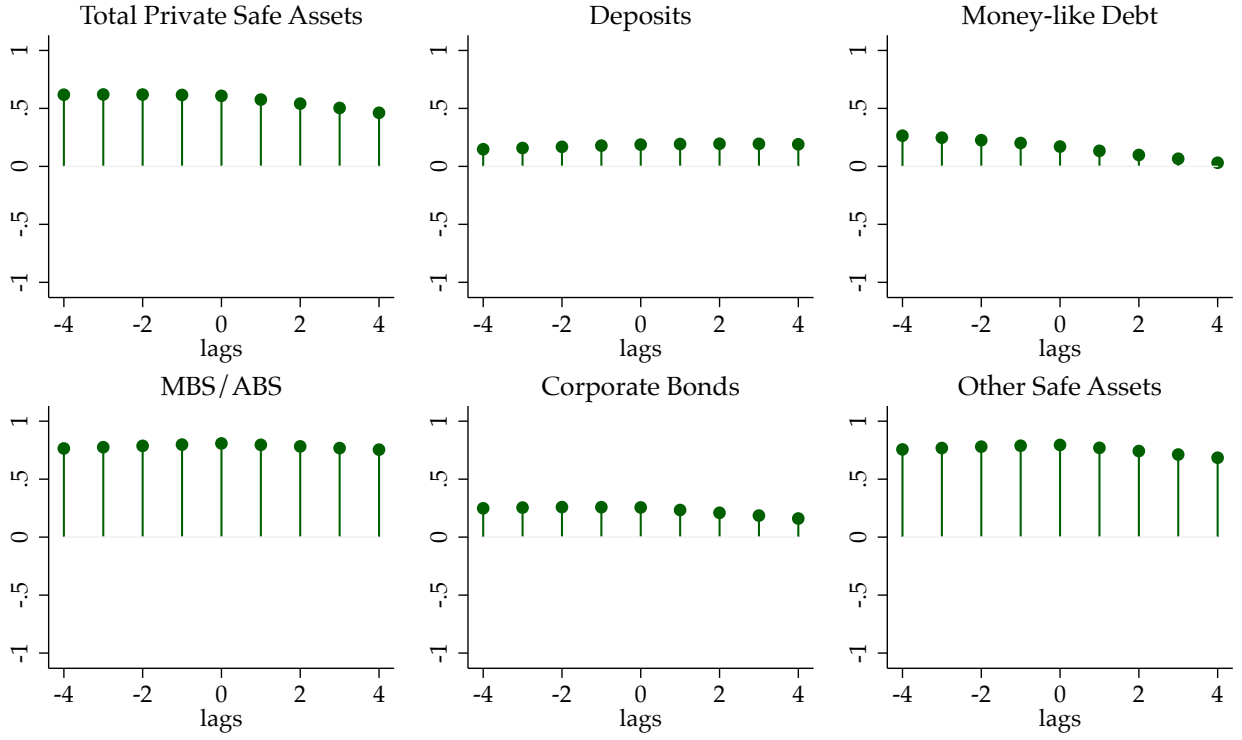 Total Private Safe Assets
1
.5
0
-.5
-1
-4 -2 0 2 4
lags
Deposits
1
.5
0
-.5
-1
-4 -2 0 2 4
lags
Money-like Debt
1
.5
0
-.5
-1
-4 -2 0 2 4
lags
MBS/ABS
1
.5
0
-.5
-1
-4 -2 0 2 4
lags
Corporate Bonds
1
.5
0
-.5
-1
-4 -2 0 2 4
lags
Other Safe Assets
1
.5
0
-.5
-1
-4 -2 0 2 4
lags